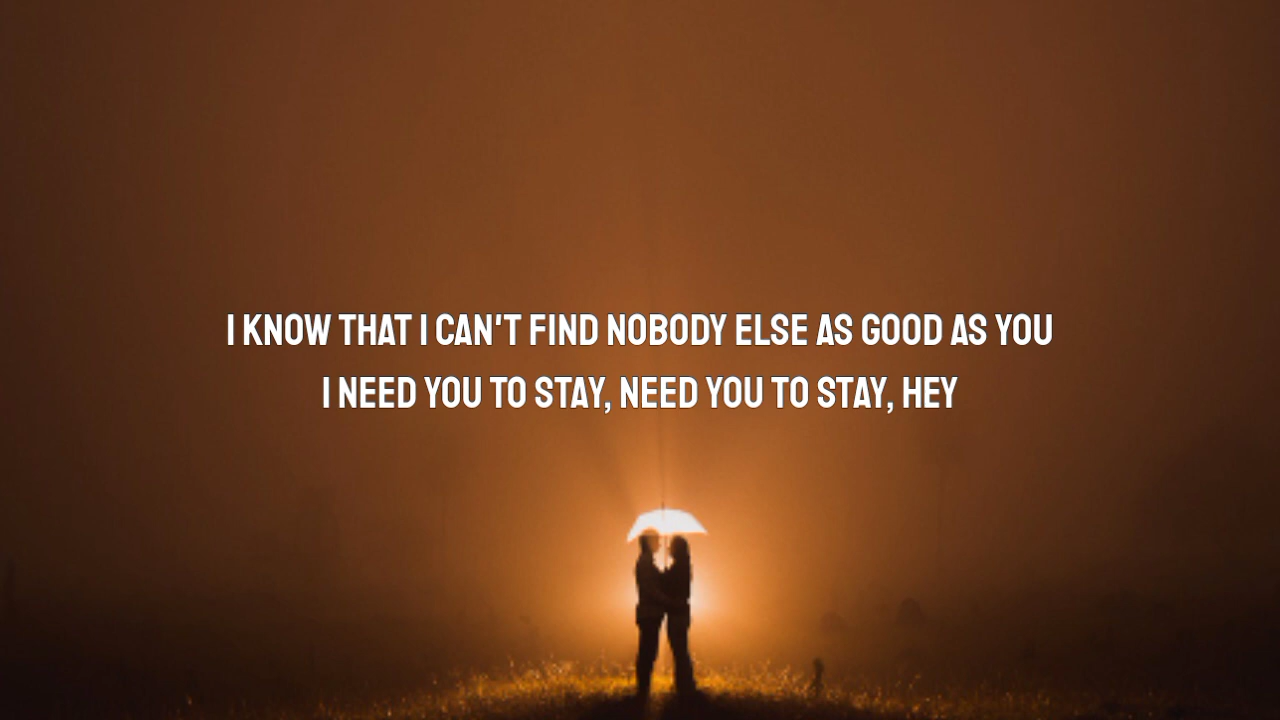 I KNOW THAT I CAN'T FIND NOBODY ELSE AS GOOD AS YOU
I NEED YOU TO STAY, NEED YOU TO STAY, HEY